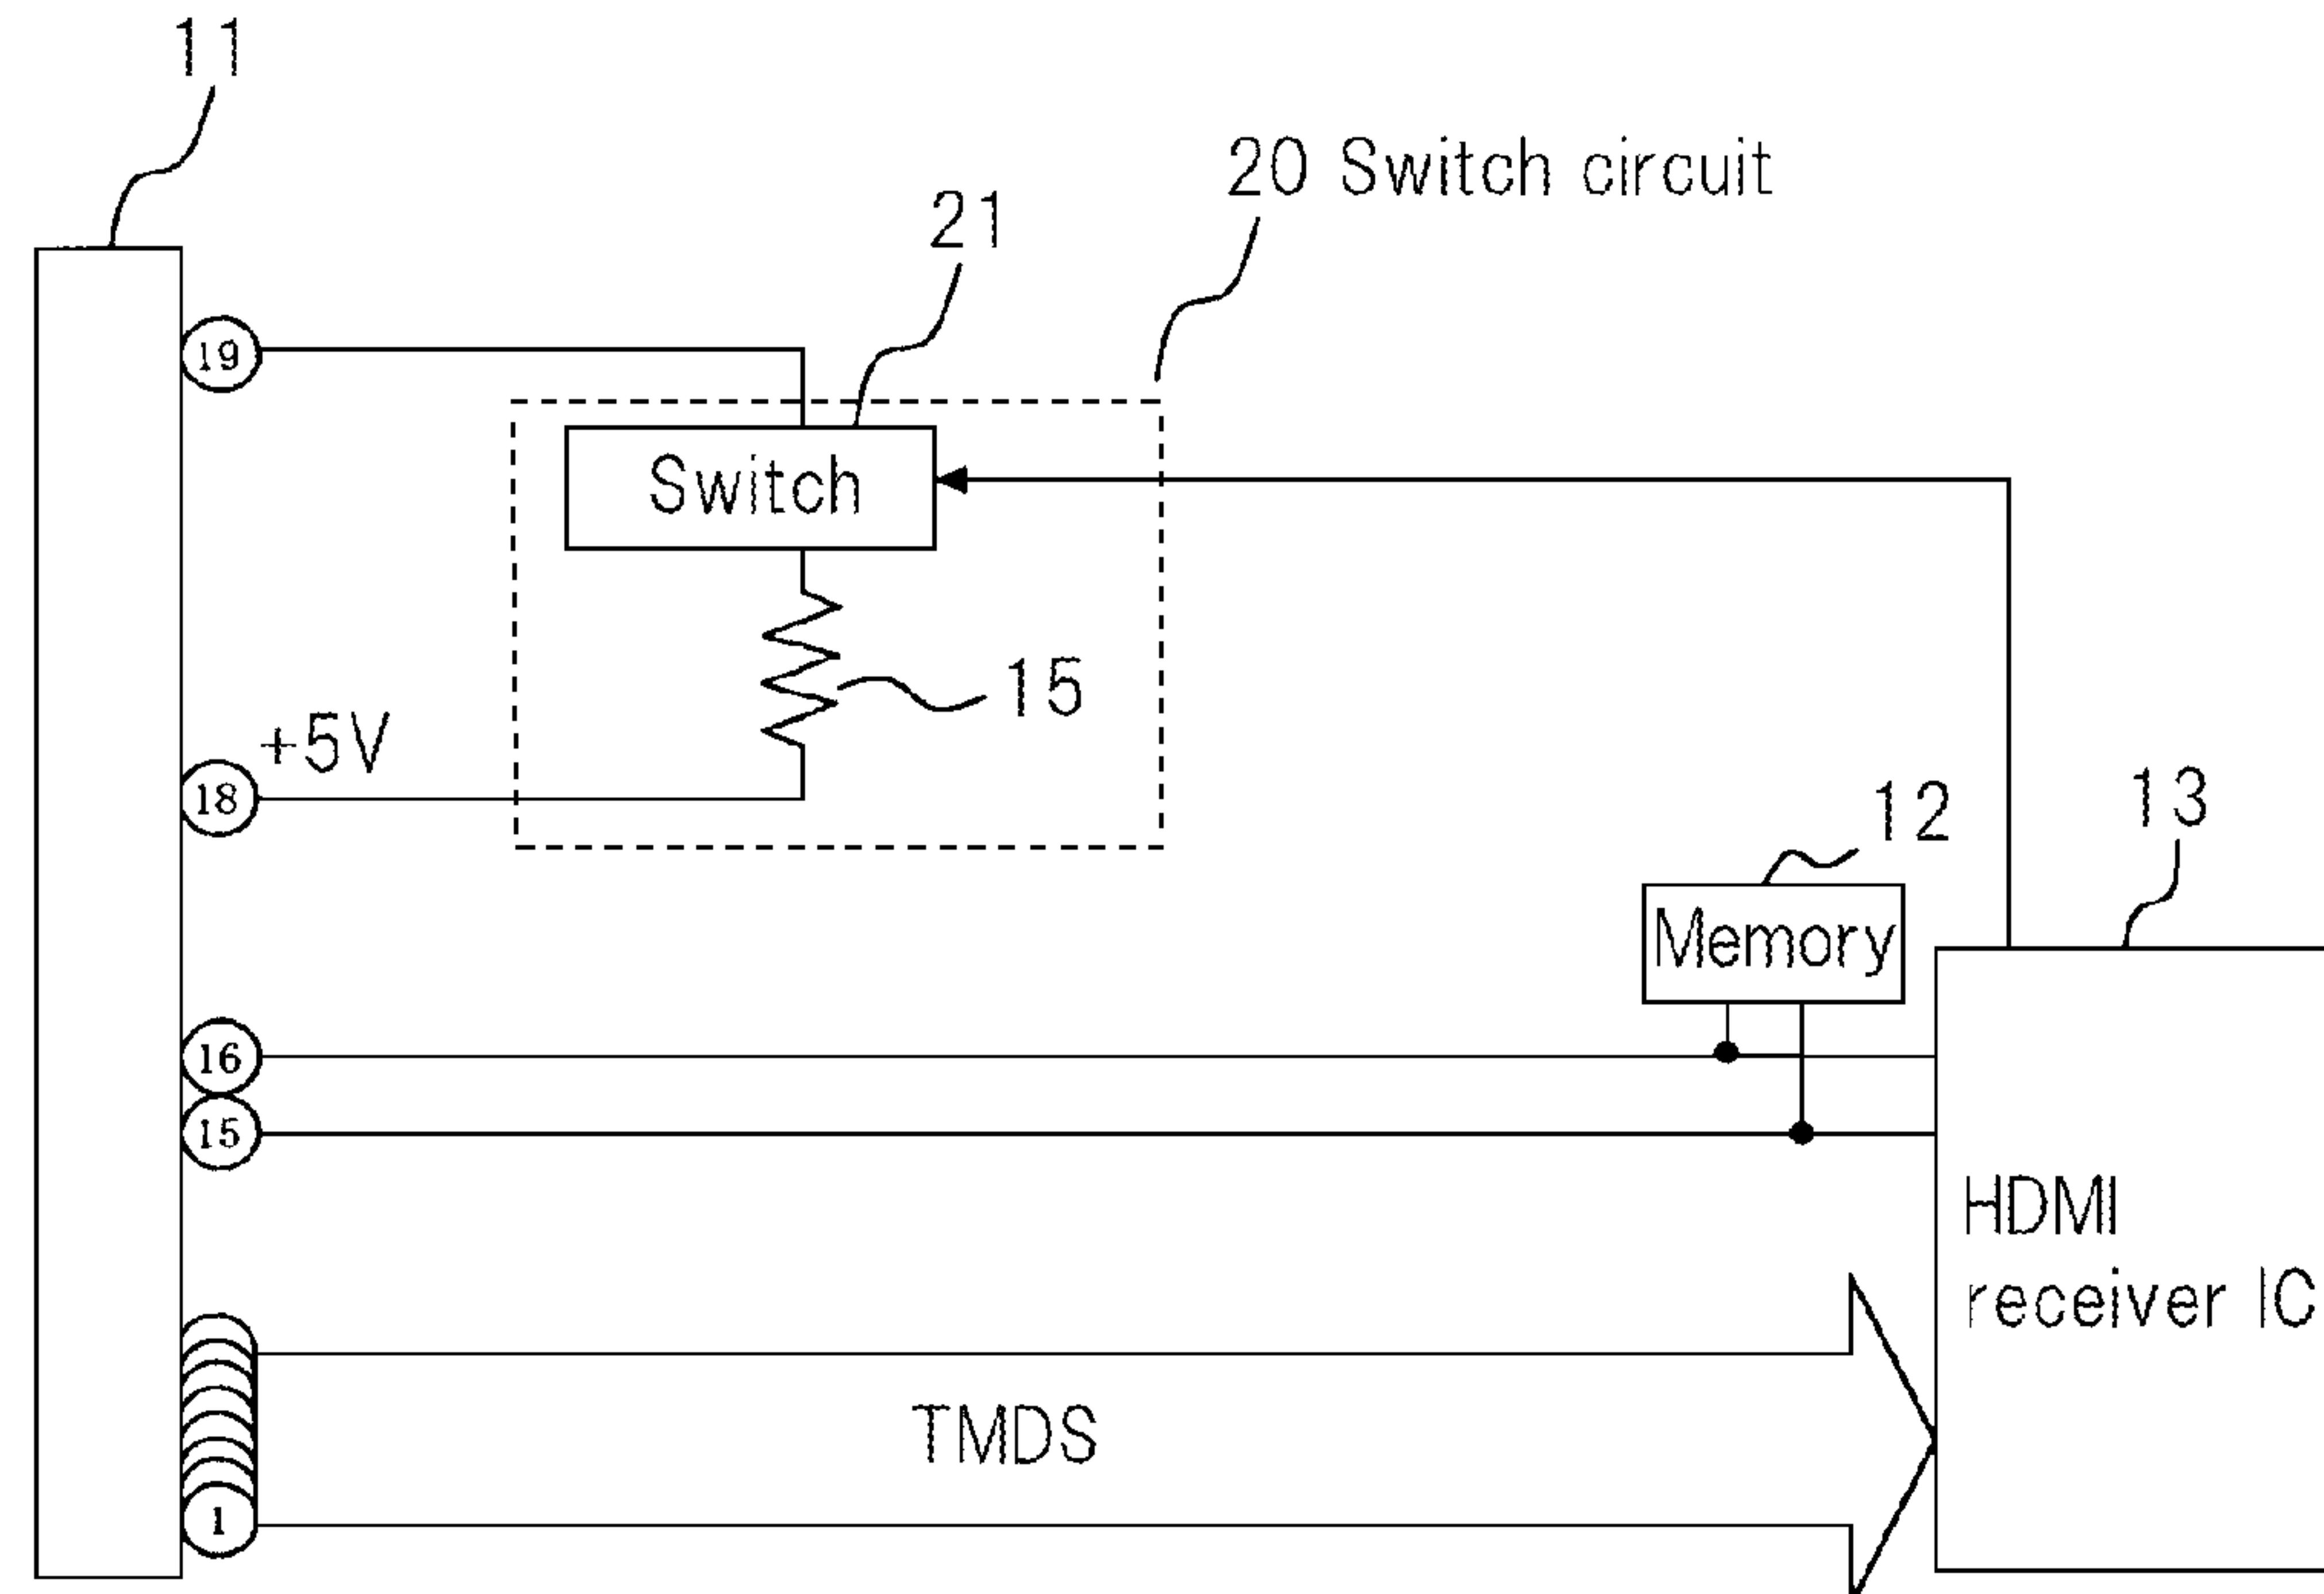 11
20 Switch circuit
21
19
Switch
15
+5V
18
12
13
Memory
16
15
HDMI
receiver IC
TMDS
1